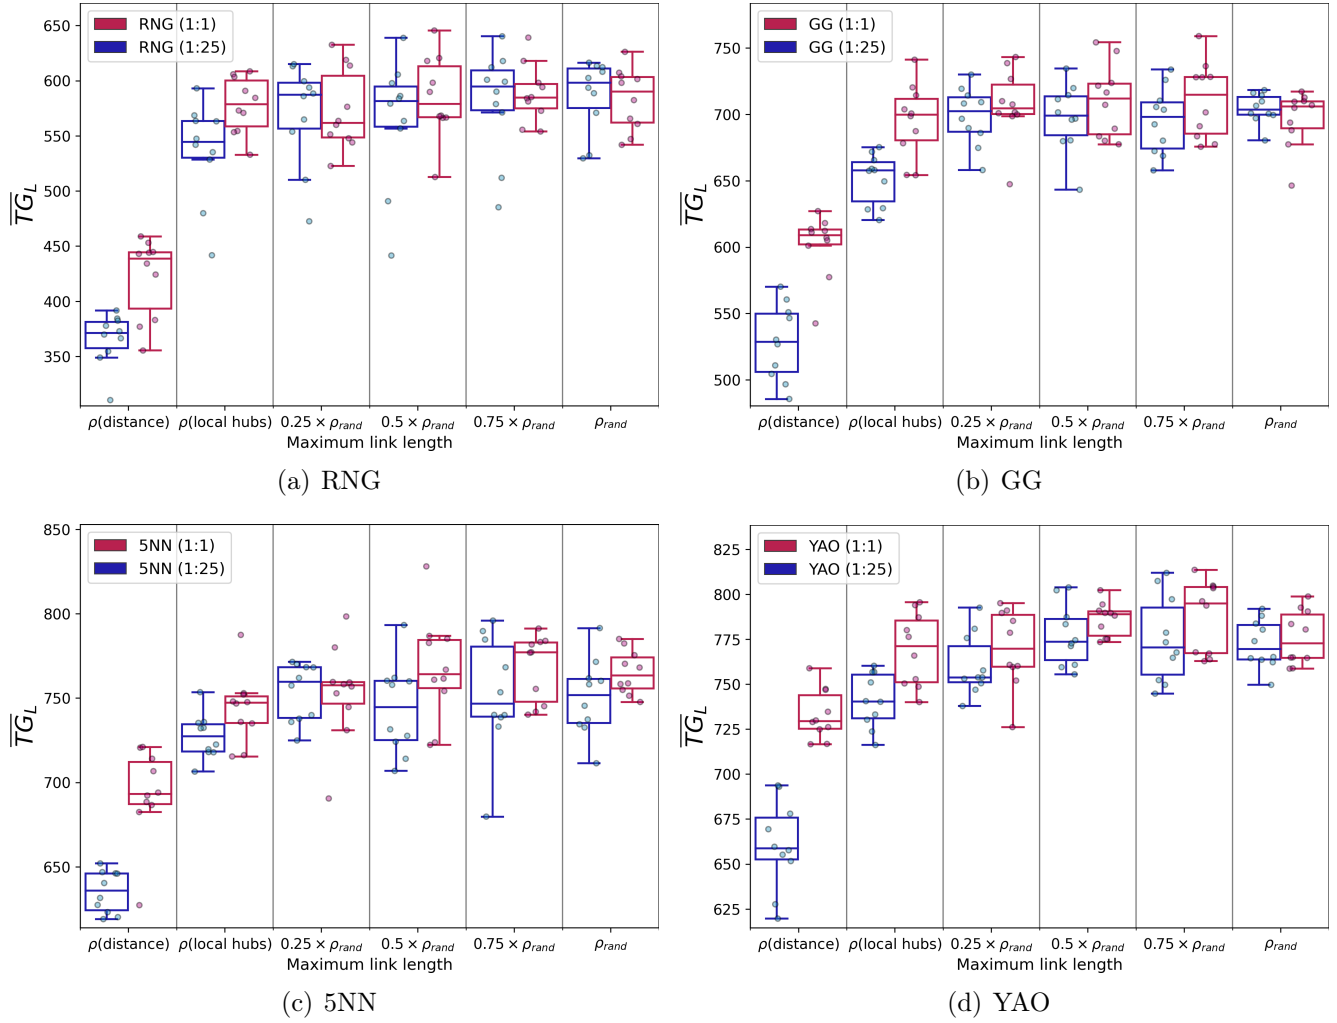 RNG (1:1)
RNG (1:25)
650
600
550
500
450
400
350
TG_L
ρ(distance) ρ(local hubs) 0.25 × ρ_rand 0.5 × ρ_rand 0.75 × ρ_rand ρ_rand
Maximum link length
(a) RNG
GG (1:1)
GG (1:25)
750
700
650
600
550
500
TG_L
ρ(distance) ρ(local hubs) 0.25 × ρ_rand 0.5 × ρ_rand 0.75 × ρ_rand ρ_rand
Maximum link length
(b) GG
5NN (1:1)
5NN (1:25)
850
800
750
700
650
TG_L
ρ(distance) ρ(local hubs) 0.25 × ρ_rand 0.5 × ρ_rand 0.75 × ρ_rand ρ_rand
Maximum link length
(c) 5NN
YAO (1:1)
YAO (1:25)
825
800
775
750
725
700
675
650
625
TG_L
ρ(distance) ρ(local hubs) 0.25 × ρ_rand 0.5 × ρ_rand 0.75 × ρ_rand ρ_rand
Maximum link length
(d) YAO